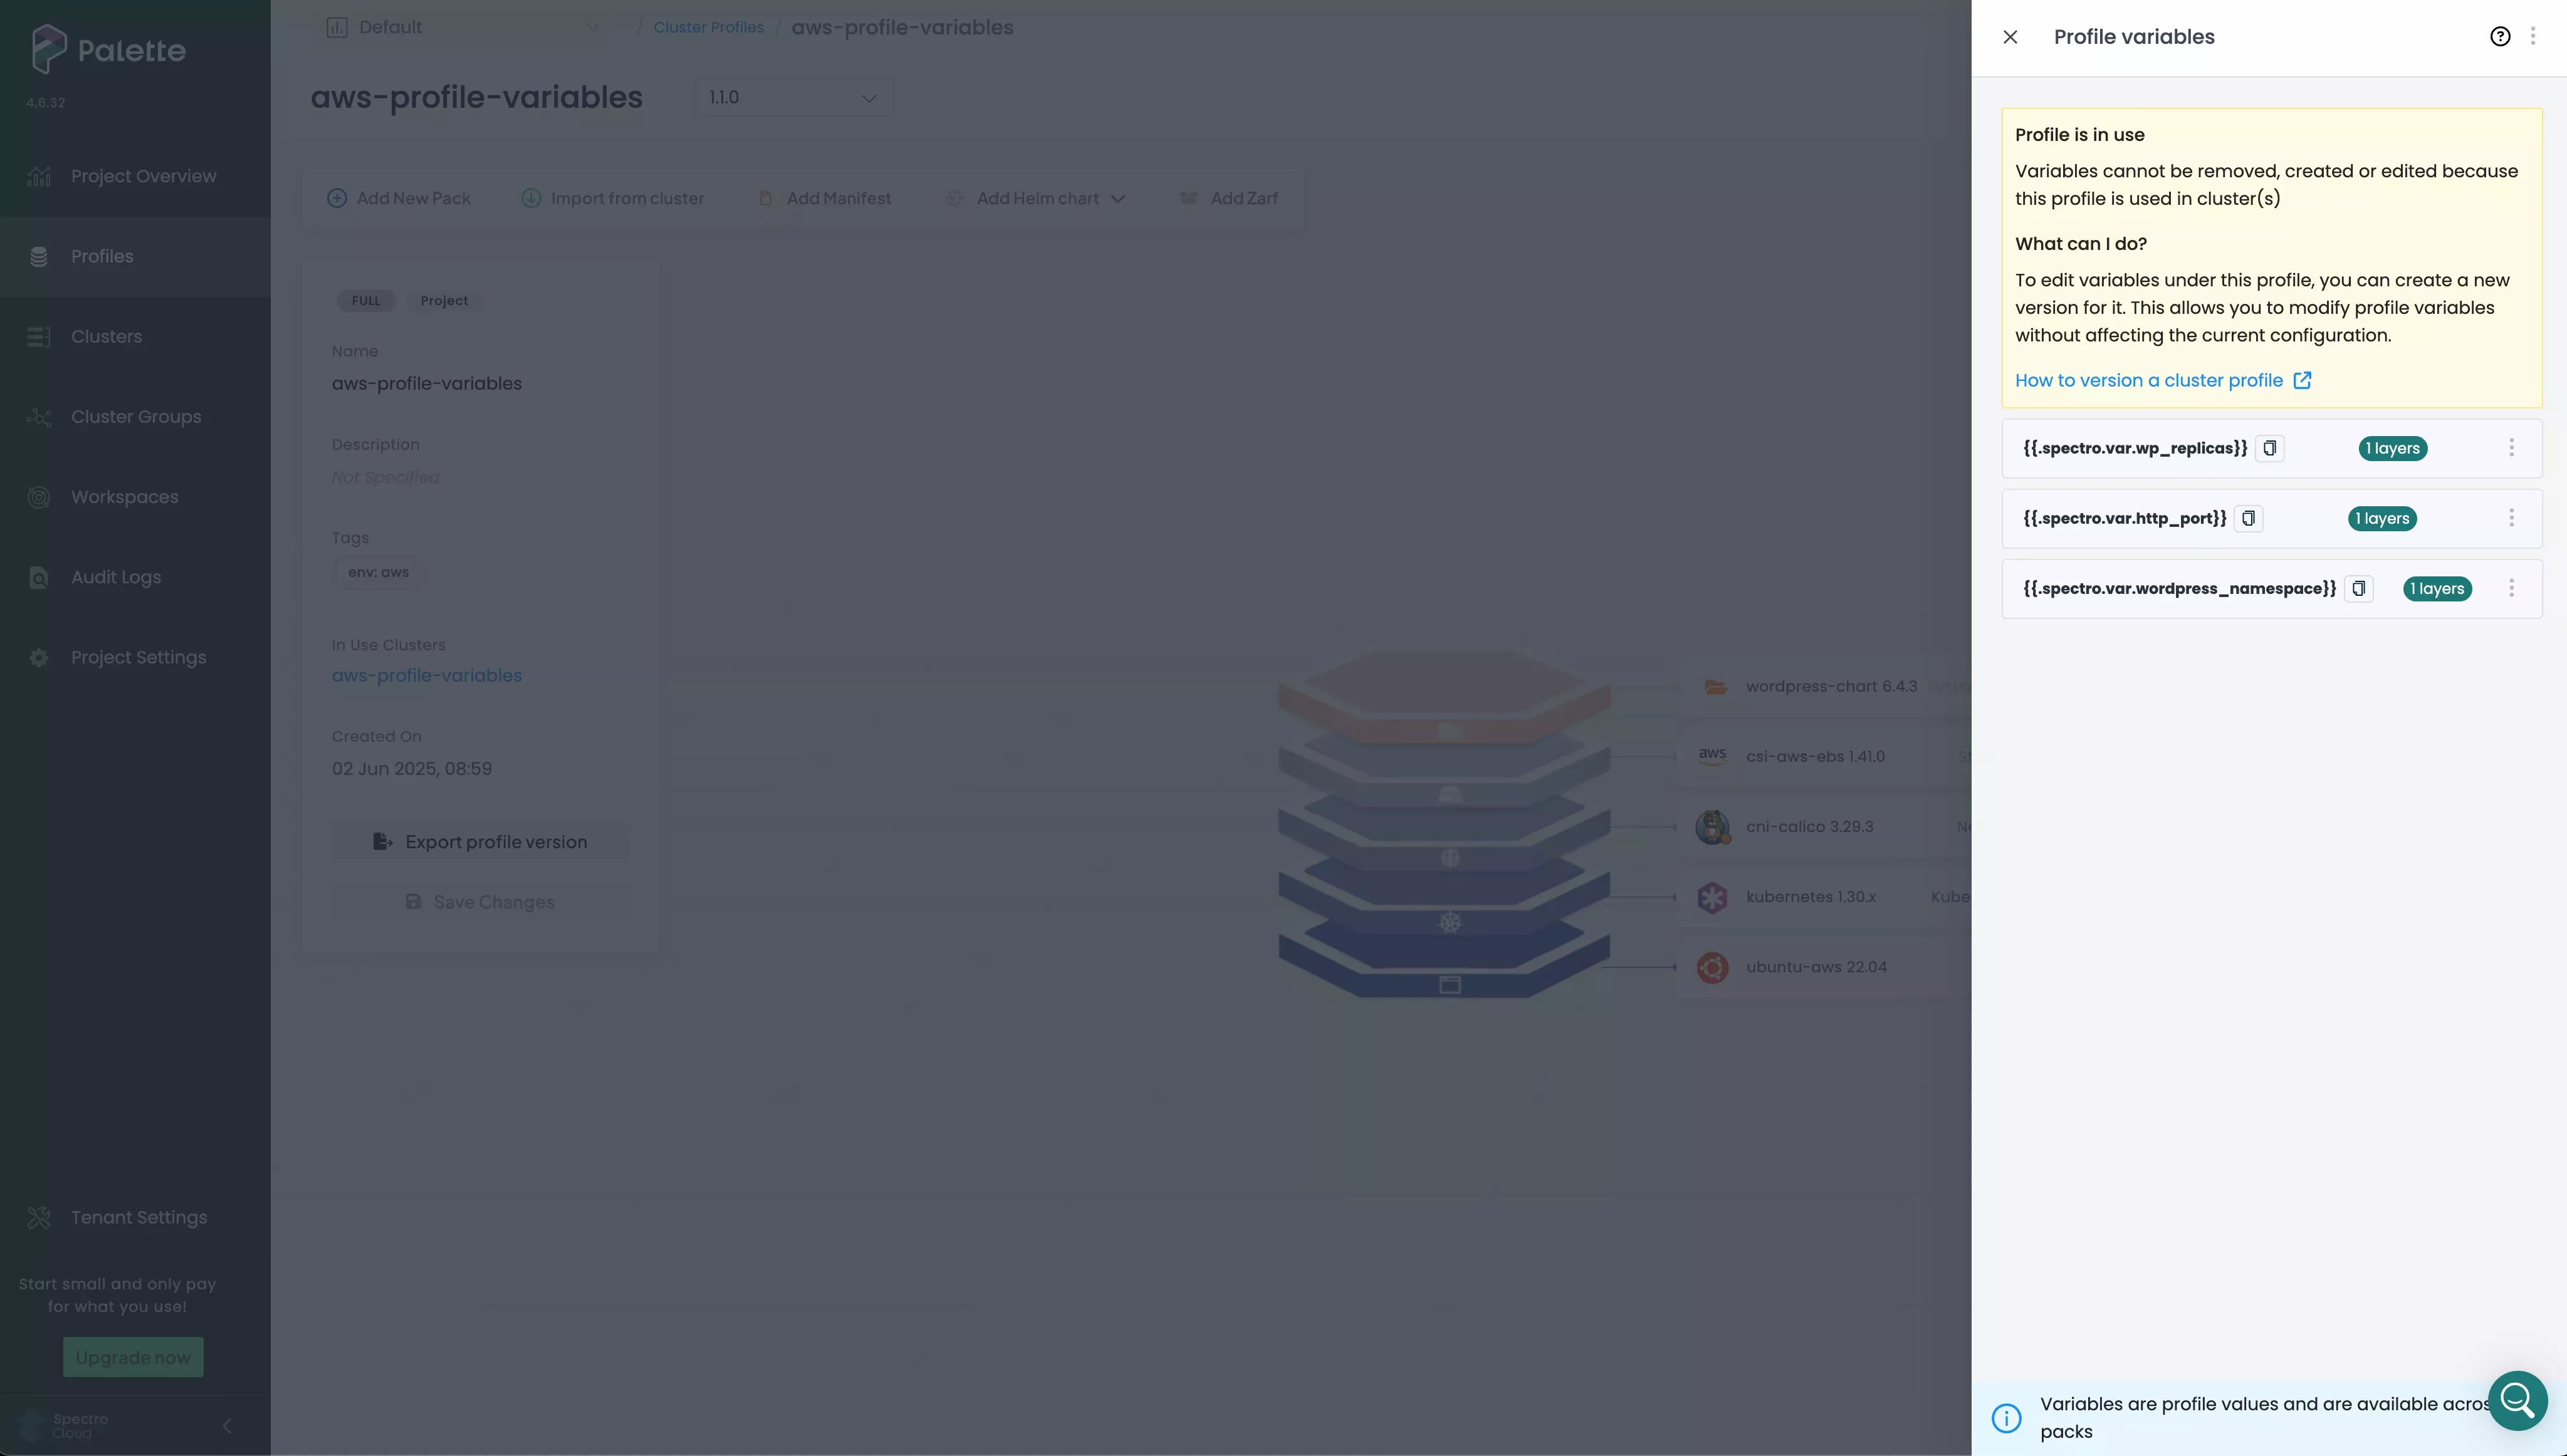 Palette
4.6.32
Project Overview
Profiles
Clusters
Cluster Groups
Workspaces
Audit Logs
Project Settings
Tenant Settings
Start small and only pay
for what you use!
Upgrade now
Spectro
Cloud
Default
/ Cluster Profiles / aws-profile-variables
aws-profile-variables
1.1.0
Add New Pack
Import from cluster
Add Manifest
Add Helm chart
Add Zarf
FULL
Project
Name
aws-profile-variables
Description
Not Specified
Tags
env: aws
In Use Clusters
aws-profile-variables
Created On
02 Jun 2025, 08:59
Export profile version
Save Changes
wordpress-chart 6.4.3
aws
csi-aws-ebs 1.41.0
cni-calico 3.29.3
kubernetes 1.30.x
Kube
ubuntu-aws 22.04
Profile variables
Profile is in use
Variables cannot be removed, created or edited because
this profile is used in cluster(s)
What can I do?
To edit variables under this profile, you can create a new
version for it. This allows you to modify profile variables
without affecting the current configuration.
How to version a cluster profile
{{.spectro.var.wp_replicas}}
1 layers
{{.spectro.var.http_port}}
1 layers
{{.spectro.var.wordpress_namespace}}
1 layers
Variables are profile values and are available acros
packs